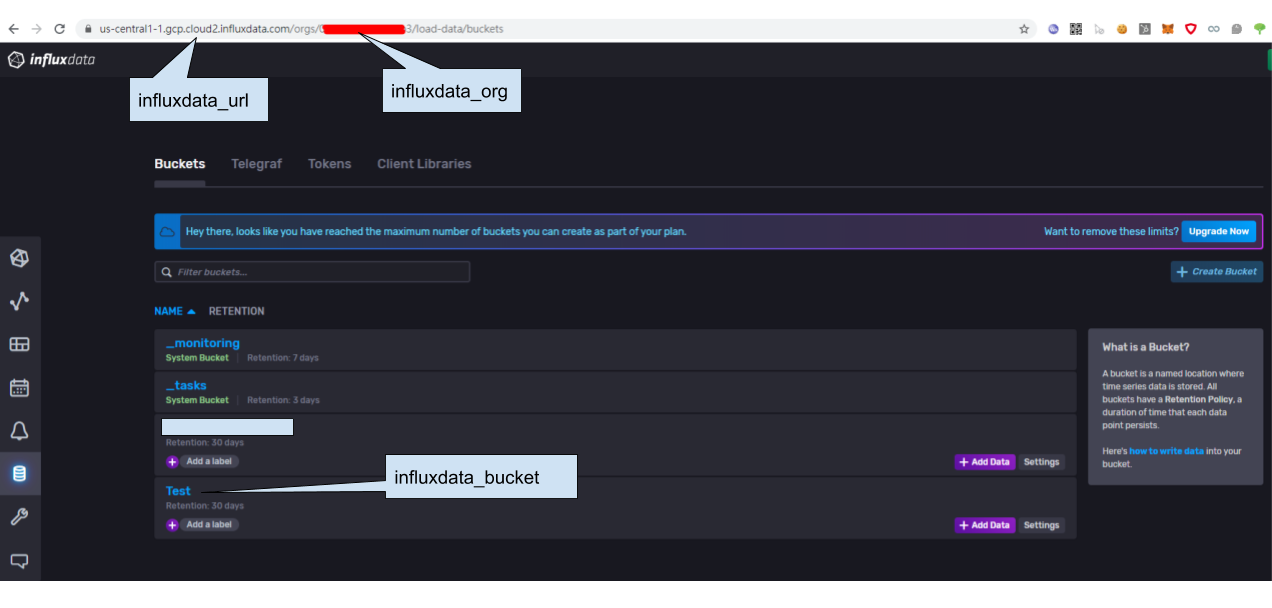 us-central1-1.gcp.cloud2.influxdata.com/orgs/ 3/load-data/buckets
influxdata
influxdata_url
influxdata_org
Buckets Telegraf Tokens Client Libraries
Hey there, looks like you have reached the maximum number of buckets you can create as part of your plan. Want to remove these limits? Upgrade Now
Filter buckets... + Create Bucket
NAME RETENTION
_monitoring
System Bucket Retention: 7 days
_tasks
System Bucket Retention: 3 days
Retention: 30 days
+ Add a label + Add Data Settings
influxdata_bucket
Test
Retention: 30 days
+ Add a label + Add Data Settings
What is a Bucket?
A bucket is a named location where
time series data is stored. All
buckets have a Retention Policy, a
duration of time that each data
point persists.
Here's how to write data into your
bucket.